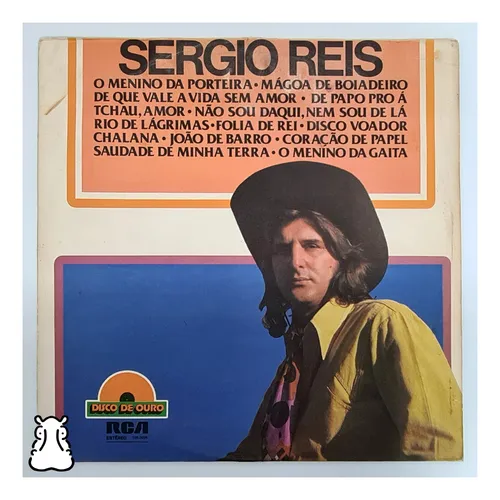 SERGIO REIS
O MENINO DA PORTEIRA • MÁGOA DE BOIADEIRO
DE QUE VALE A VIDA SEM AMOR • DE PAPO PRO Á
TCHAU, AMOR • NÃO SOU DAQUI, NEM SOU DE LÁ
RIO DE LÁGRIMAS • FOLIA DE REI • DISCO VOADOR
CHALANA • JOÃO DE BARRO • CORAÇÃO DE PAPEL
SAUDADE DE MINHA TERRA • O MENINO DA GAITA
DISCO DE OURO
RCA
ESTÉREO